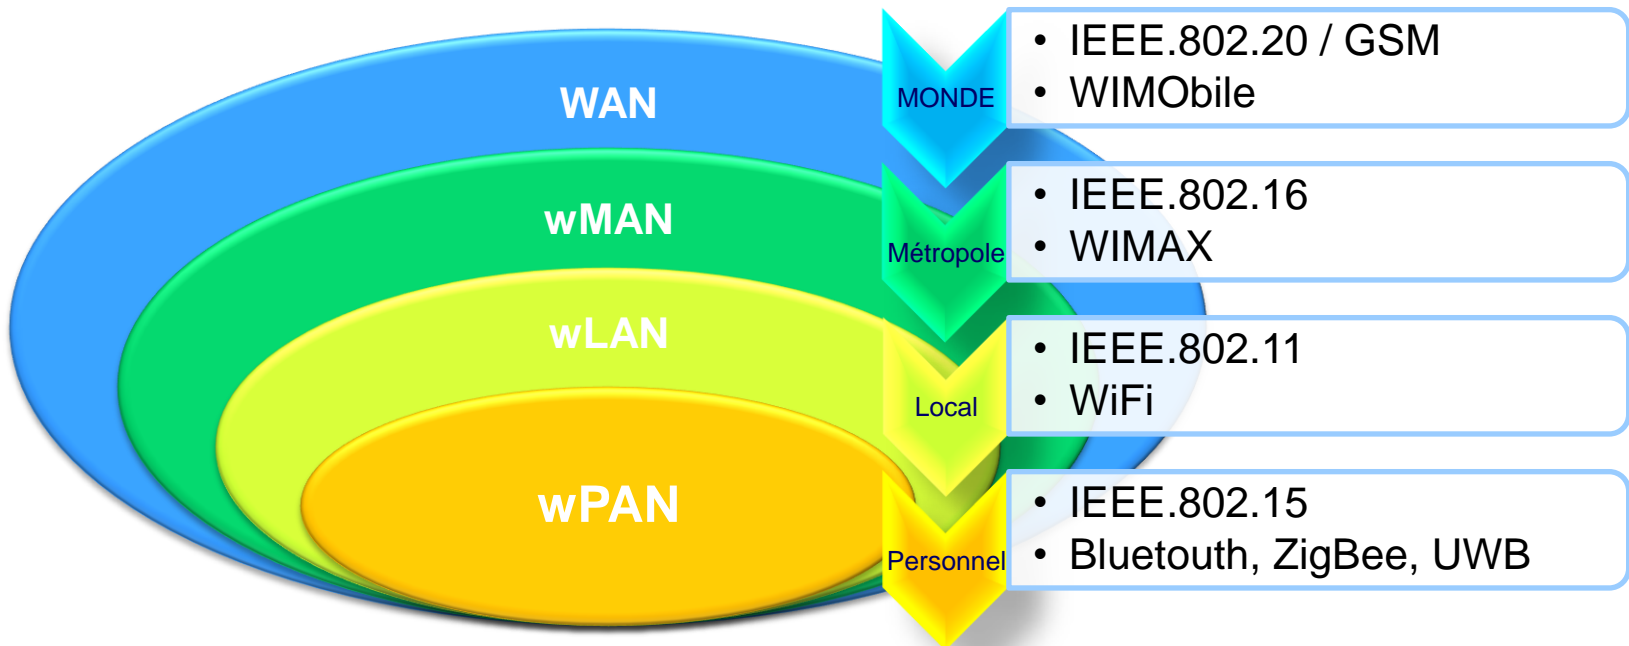 WAN
MONDE
• IEEE.802.20 / GSM
• WIMObile
wMAN
Métropole
• IEEE.802.16
• WIMAX
wLAN
Local
• IEEE.802.11
• WiFi
wPAN
Personnel
• IEEE.802.15
• Bluetouth, ZigBee, UWB